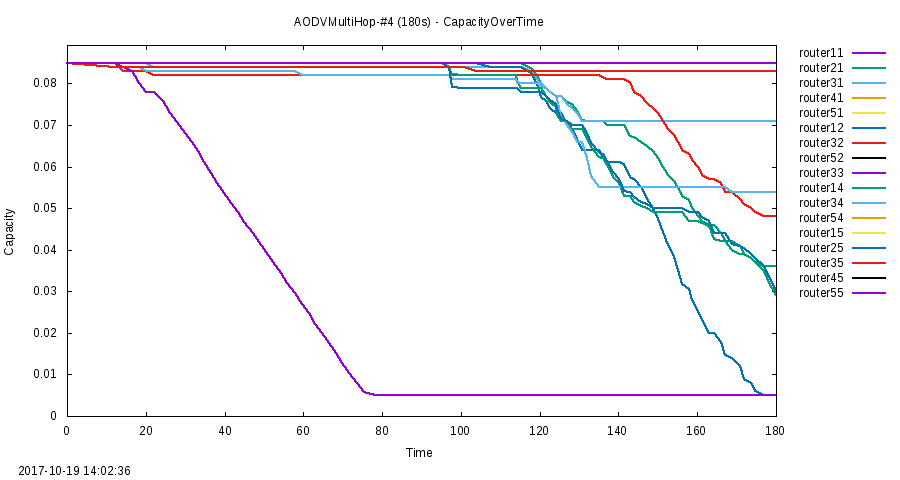 AODVMultiHop-#4 (180s) - CapacityOverTime
router11
router21
router31
router41
router51
router12
router32
router52
router33
router14
router34
router54
router15
router25
router35
router45
router55
Capacity
0.08
0.07
0.06
0.05
0.04
0.03
0.02
0.01
0
0 20 40 60 80 100 120 140 160 180
Time
2017-10-19 14:02:36